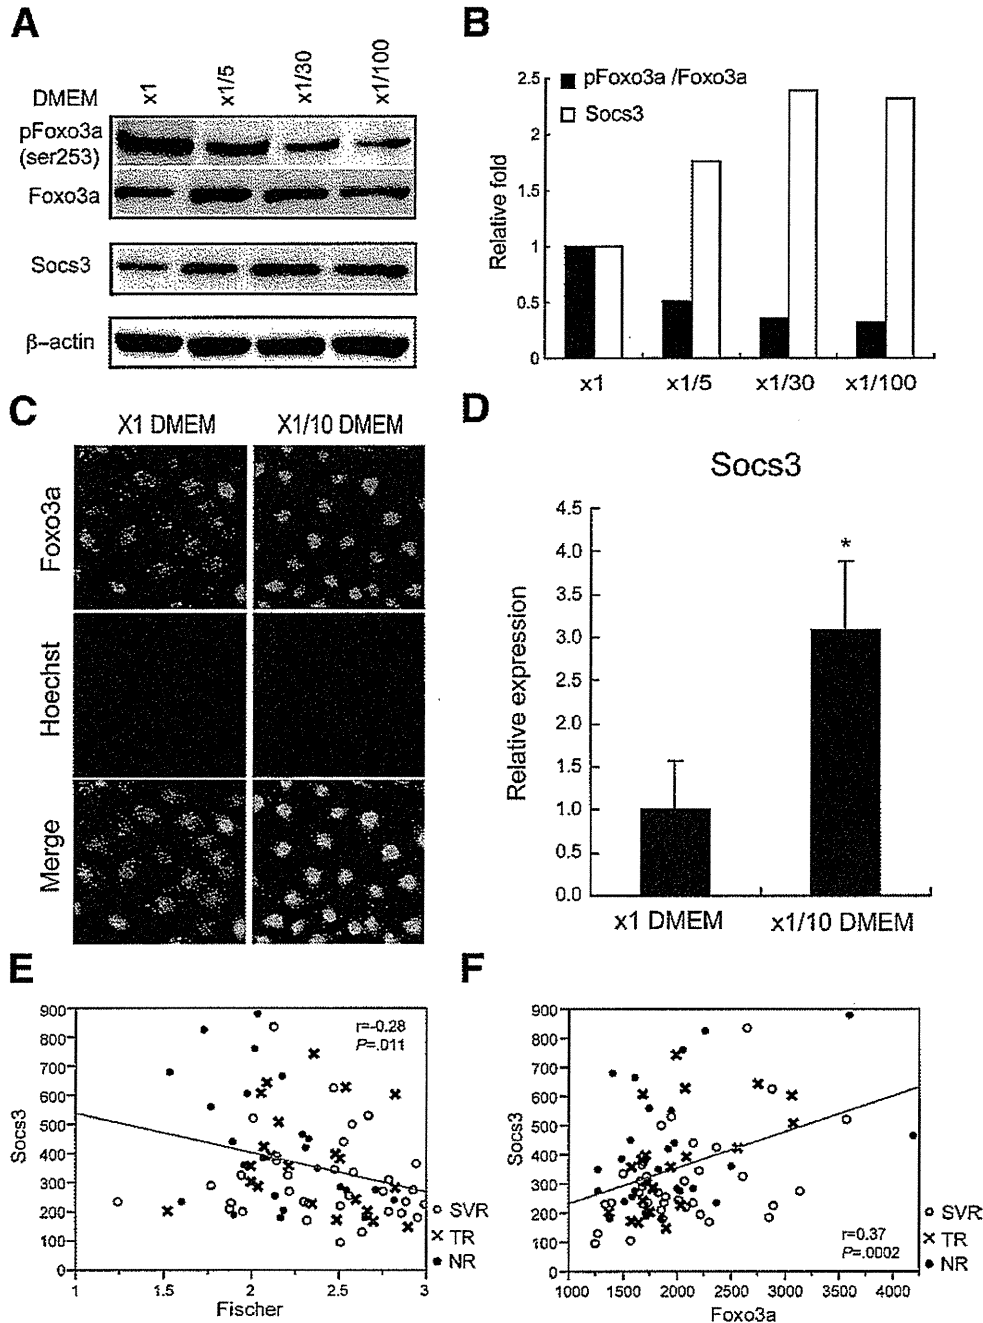 A
DMEM
x1
x1/5
x1/30
x1/100
pFoxo3a
(ser253)
Foxo3a
Socs3
β–actin
B
pFoxo3a /Foxo3a
Socs3
Relative fold
2.5
2
1.5
1
0.5
0
x1
x1/5
x1/30
x1/100
C
X1 DMEM
X1/10 DMEM
Foxo3a
Hoechst
Merge
D
Socs3
Relative expression
4.5
4.0
3.5
3.0
4.5
2.0
1.5
1.0
0.5
0.0
*
x1 DMEM
x1/10 DMEM
E
Socs3
900
800
700
600
500
400
300
200
100
0
r=-0.28
P=.011
1
1.5
2
2.5
3
Fischer
SVR
TR
NR
F
Socs3
900
800
700
600
500
400
300
200
100
0
r=0.37
P=.0002
1000
1500
2000
2500
3000
3500
4000
Foxo3a
SVR
TR
NR